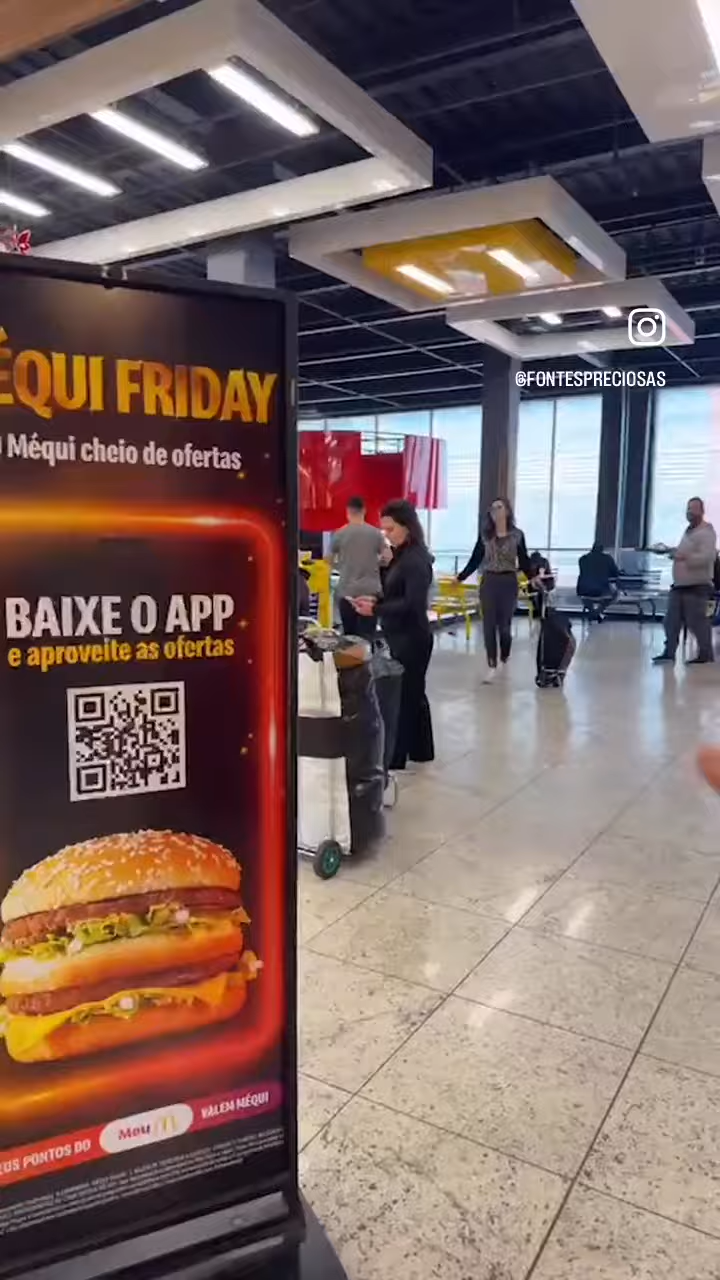 ÉQUI FRIDAY
Méqui cheio de ofertas
BAIXE O APP
e aproveite as ofertas
EUS PONTOS DO Meu VALEM MÉQUI
@FONTESPRECIOSAS